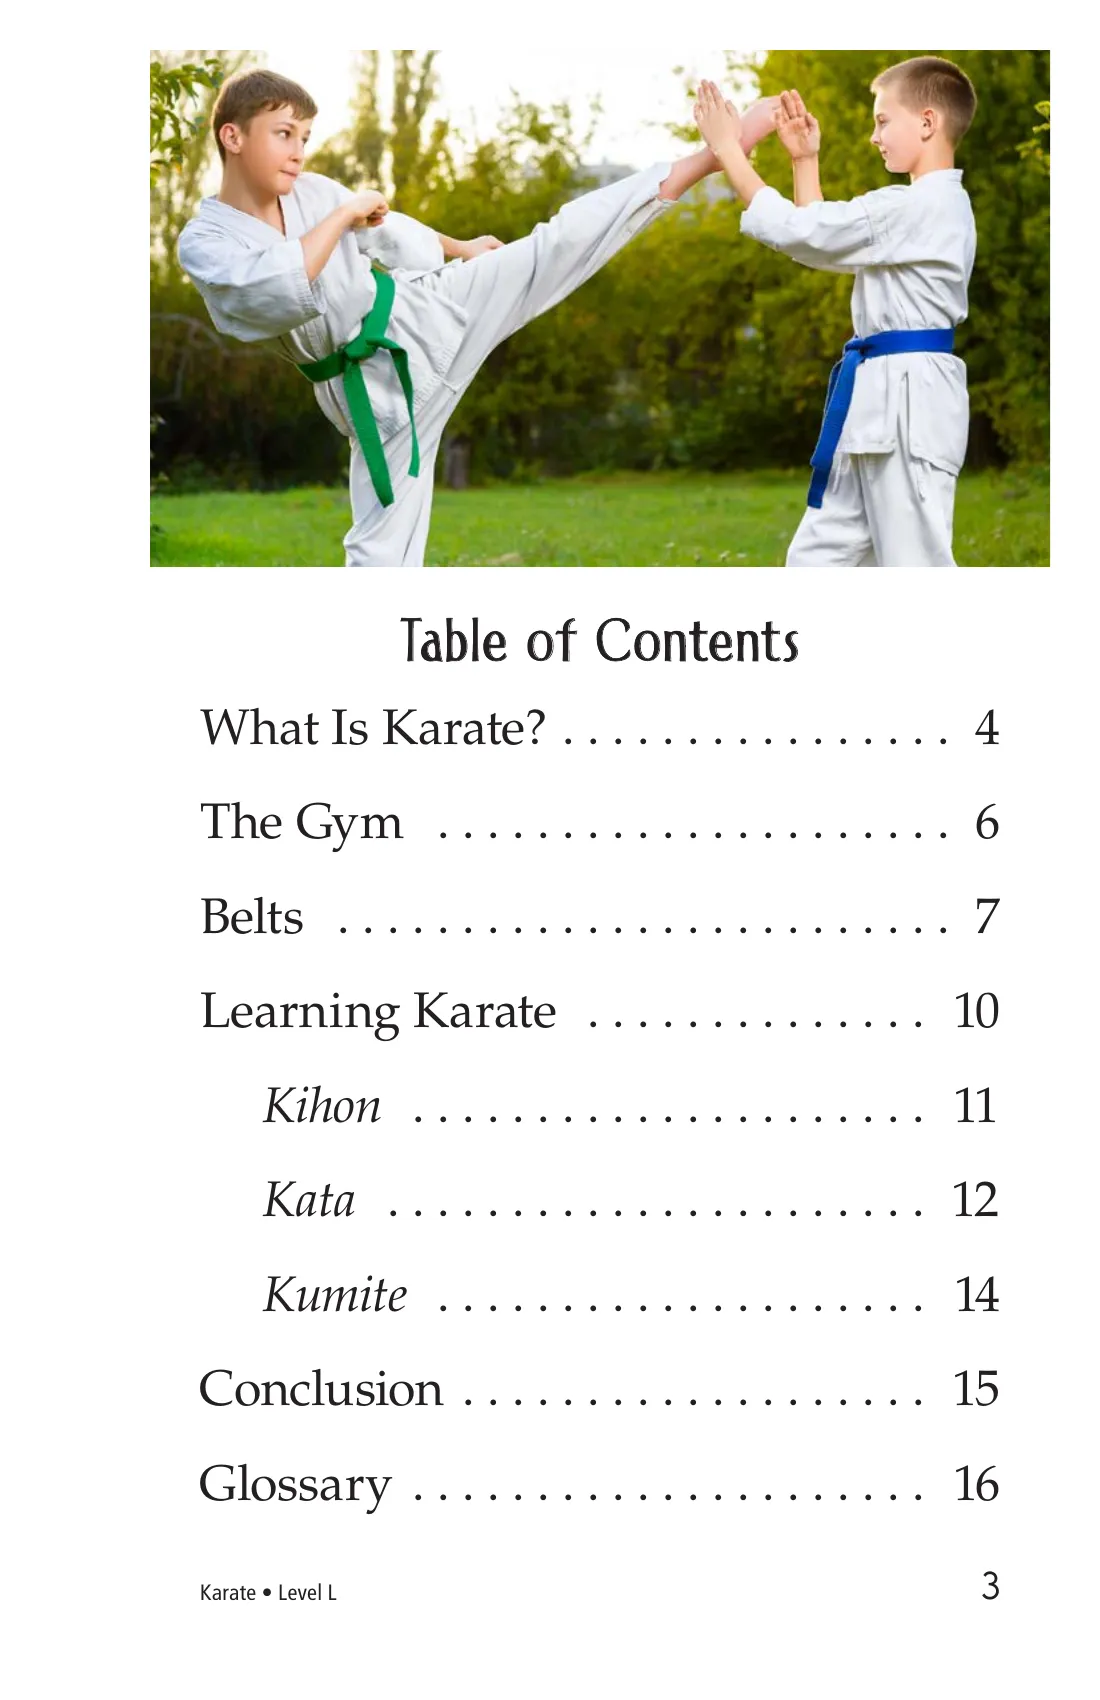 Table of Contents
What Is Karate? . . . . . . . . . . . . . . . . 4
The Gym . . . . . . . . . . . . . . . . . . . . . 6
Belts . . . . . . . . . . . . . . . . . . . . . . . . . 7
Learning Karate . . . . . . . . . . . . . . 10
Kihon . . . . . . . . . . . . . . . . . . . . . 11
Kata . . . . . . . . . . . . . . . . . . . . . . 12
Kumite . . . . . . . . . . . . . . . . . . . . 14
Conclusion . . . . . . . . . . . . . . . . . . . 15
Glossary . . . . . . . . . . . . . . . . . . . . . 16
Karate • Level L 3